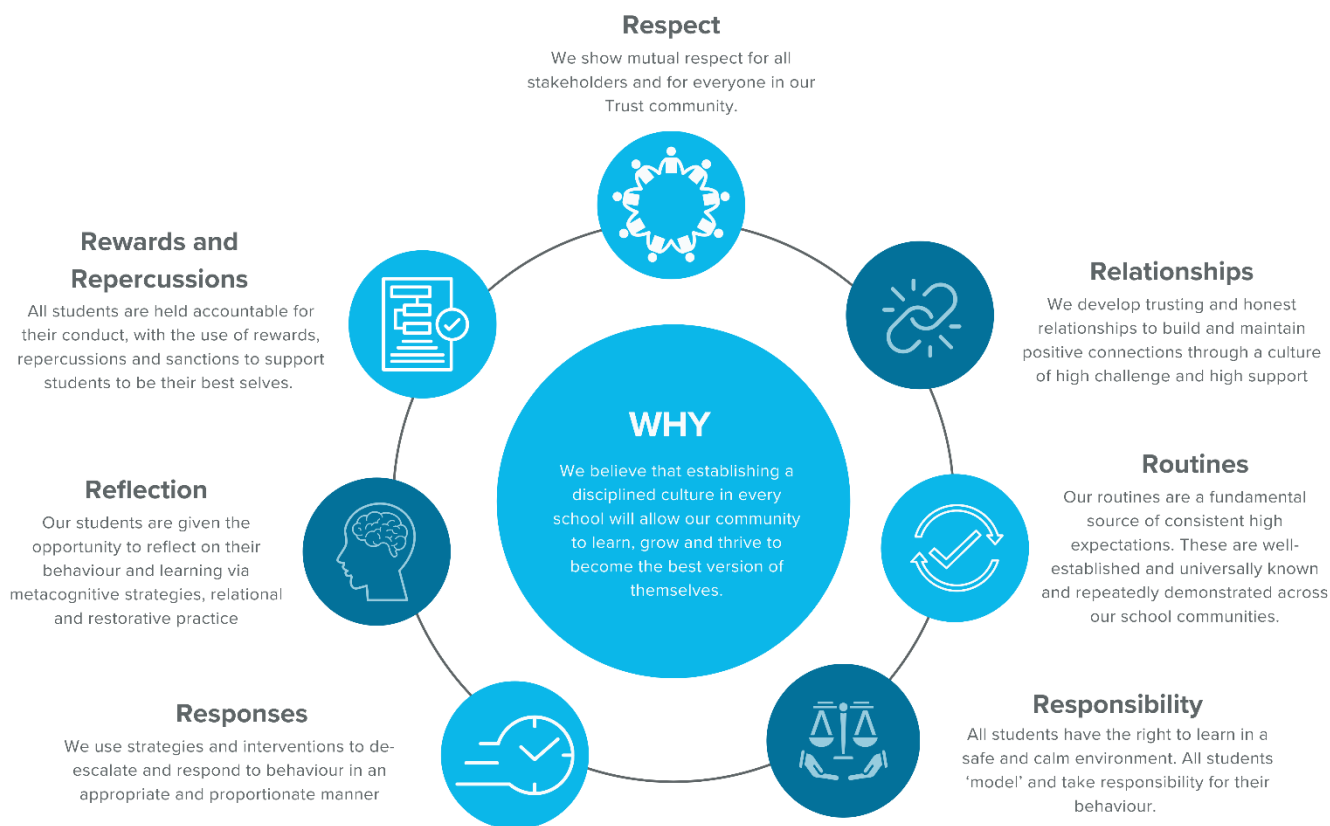 Respect
We show mutual respect for all
stakeholders and for everyone in our
Trust community.
Relationships
We develop trusting and honest
relationships to build and maintain
positive connections through a culture
of high challenge and high support
Routines
Our routines are a fundamental
source of consistent high
expectations. These are well-
established and universally known
and repeatedly demonstrated across
our school communities.
Responsibility
All students have the right to learn in a
safe and calm environment. All students
‘model’ and take responsibility for their
behaviour.
Responses
We use strategies and interventions to de-
escalate and respond to behaviour in an
appropriate and proportionate manner
Reflection
Our students are given the
opportunity to reflect on their
behaviour and learning via
metacognitive strategies, relational
and restorative practice
Rewards and
Repercussions
All students are held accountable for
their conduct, with the use of rewards,
repercussions and sanctions to support
students to be their best selves.
WHY
We believe that establishing a
disciplined culture in every
school will allow our community
to learn, grow and thrive to
become the best version of
themselves.